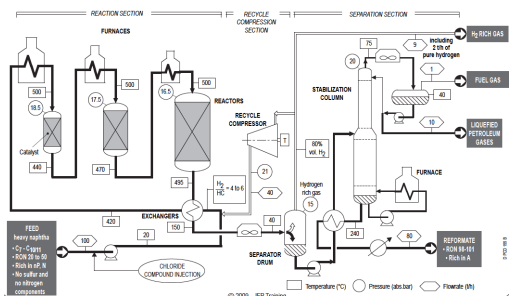 REACTION SECTION
RECYCLE
COMPRESSION
SECTION
SEPARATION SECTION
FURNACES
500
500
500
18.5
17.5
16.5
REACTORS
Catalyst
440
470
495
RECYCLE
COMPRESSOR
T
21
40
H2
HC
= 4 to 6
EXCHANGERS
420
150
20
100
FEED
heavy naphtha
• C7 - C10/11
• RON 20 to 50
• Rich in nP, N
• No sulfur and
no nitrogen
components
CHLORIDE
COMPOUND INJECTION
40
SEPARATOR
DRUM
80%
vol. H2
Hydrogen
rich gas
15
STABILIZATION
COLUMN
20
75
9
including
2 t/h of
pure hydrogen
H2 RICH GAS
1
FUEL GAS
40
10
LIQUEFIED
PETROLEUM
GASES
FURNACE
240
80
REFORMATE
• RON 95-101
• Rich in A
Temperature (°C)
Pressure (abs.bar)
Flowrate (t/h)
© 2009 IFP Training